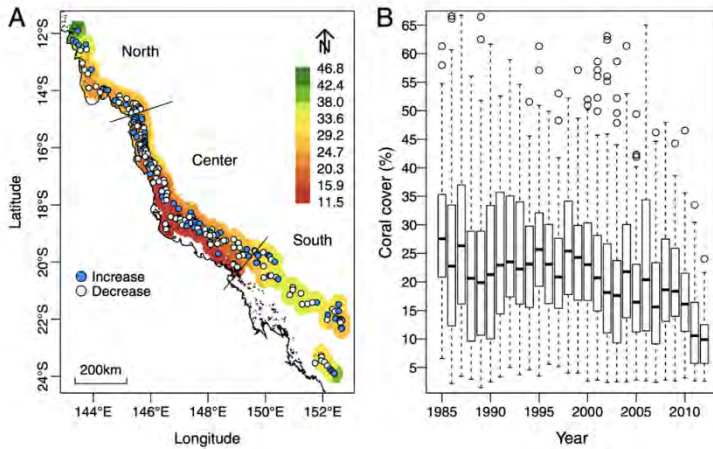 A
12°S
14°S
16°S
18°S
20°S
22°S
24°S
Latitude
North
Center
South
N
46.8
42.4
38.0
33.6
29.2
24.7
20.3
15.9
11.5
Increase
Decrease
200km
144°E
146°E
148°E
150°E
152°E
Longitude
B
65
60
55
50
45
40
35
30
25
20
15
10
5
Coral cover (%)
1985
1990
1995
2000
2005
2010
Year